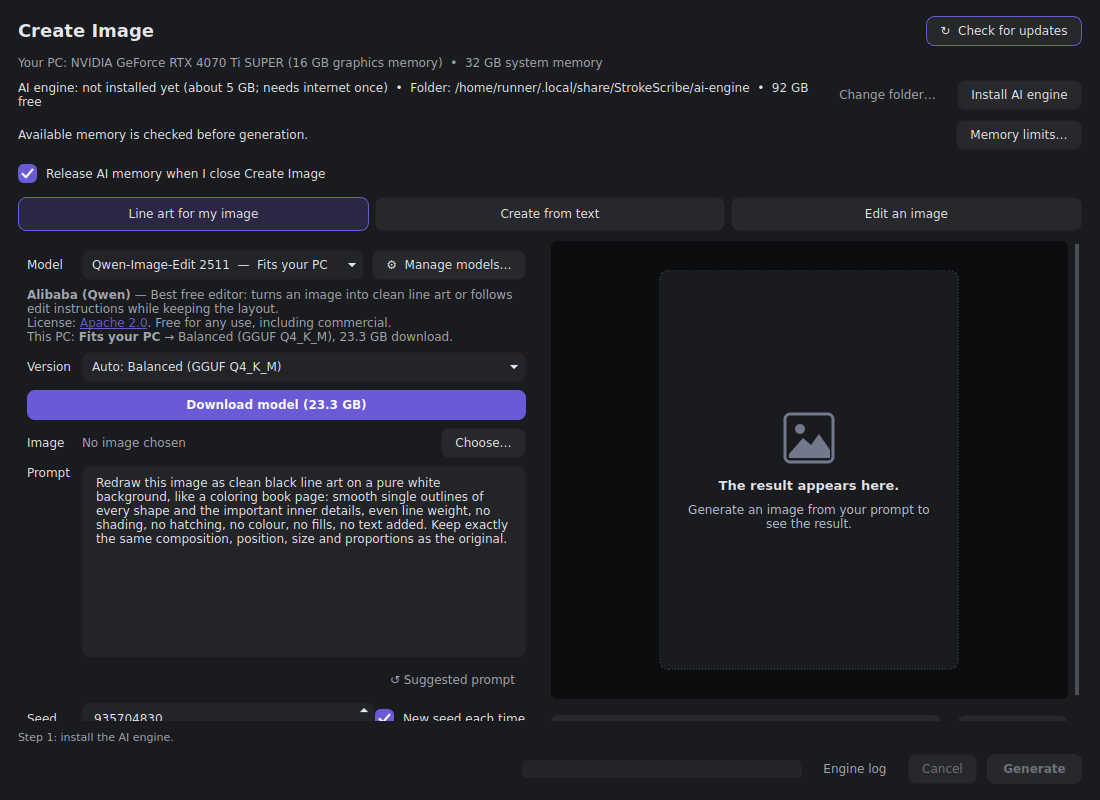 Create Image
↻ Check for updates
Your PC: NVIDIA GeForce RTX 4070 Ti SUPER (16 GB graphics memory) • 32 GB system memory
AI engine: not installed yet (about 5 GB; needs internet once) • Folder: /home/runner/.local/share/StrokeScribe/ai-engine • 92 GB
free
Change folder...
Install AI engine
Available memory is checked before generation.
Memory limits...
Release AI memory when I close Create Image
Line art for my image
Create from text
Edit an image
Model
Qwen-Image-Edit 2511 — Fits your PC
⚙ Manage models...
Alibaba (Qwen) — Best free editor: turns an image into clean line art or follows
edit instructions while keeping the layout.
License: Apache 2.0. Free for any use, including commercial.
This PC: Fits your PC → Balanced (GGUF Q4_K_M), 23.3 GB download.
Version
Auto: Balanced (GGUF Q4_K_M)
Download model (23.3 GB)
Image
No image chosen
Choose...
Prompt
Redraw this image as clean black line art on a pure white
background, like a coloring book page: smooth single outlines of
every shape and the important inner details, even line weight, no
shading, no hatching, no colour, no fills, no text added. Keep exactly
the same composition, position, size and proportions as the original.
↺ Suggested prompt
Seed
935704830
New seed each time
The result appears here.
Generate an image from your prompt to
see the result.
Step 1: install the AI engine.
Engine log
Cancel
Generate